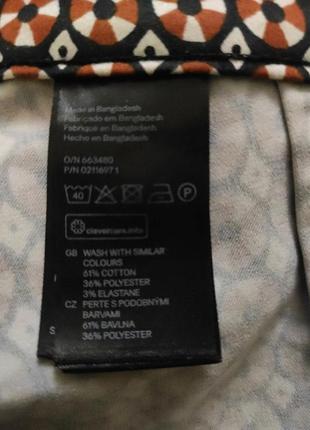 Made in Bangladesh
Fabricado em Bangladesh
Fabriqué en Bangladesh
Hecho en Bangladesh
O/N 663480
P/N 02116971
40
P
clevercare.info
GB WASH WITH SIMILAR
COLOURS
61% COTTON
36% POLYESTER
3% ELASTANE
CZ PERTE S PODOBNÝMI
BARVAMI
S 61% BAVLNA
36% POLYESTER